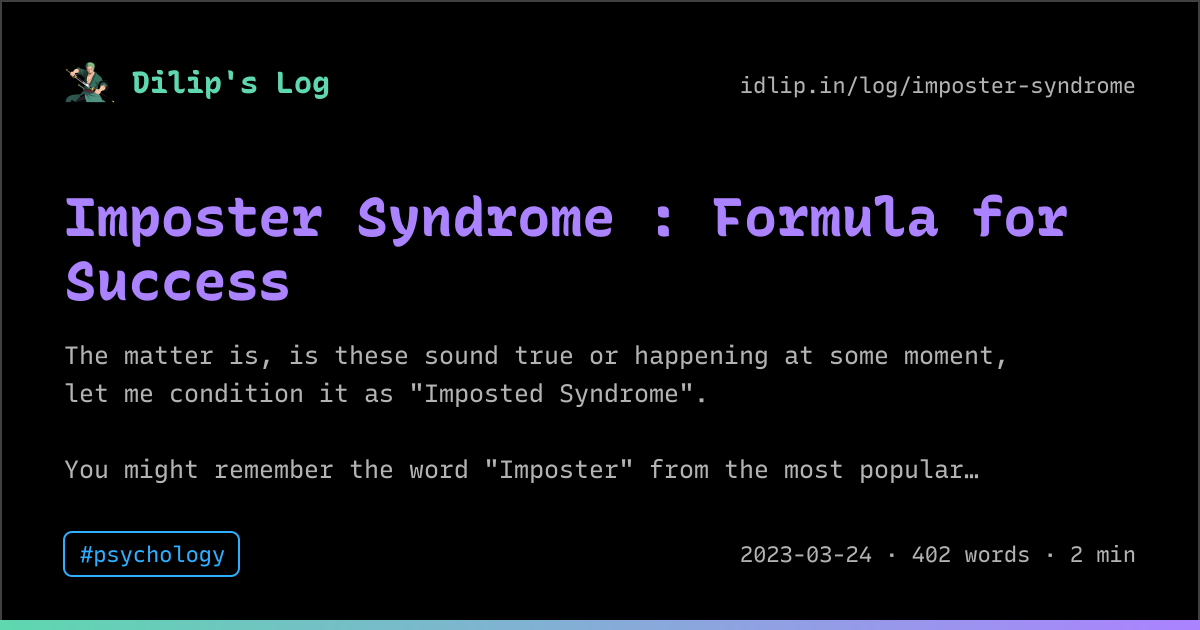 Dilip's Log
idlip.in/log/imposter-syndrome
Imposter Syndrome : Formula for
Success
The matter is, is these sound true or happening at some moment,
let me condition it as "Imposted Syndrome".
You might remember the word "Imposter" from the most popular…
#psychology
2023-03-24 · 402 words · 2 min